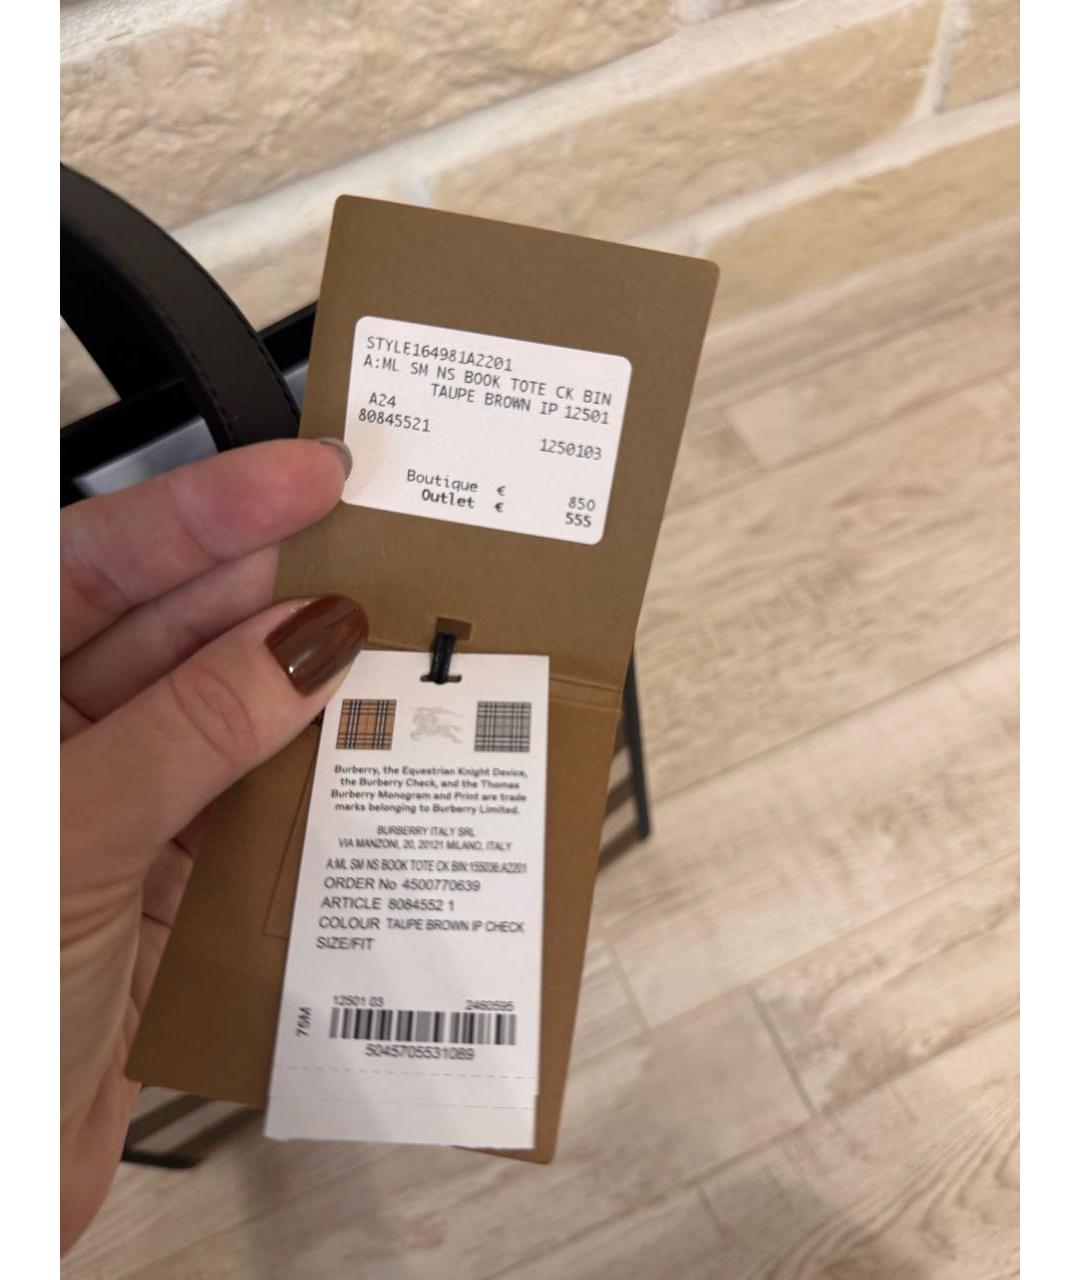 STYLE164981A2201
A:ML SM NS BOOK TOTE CK BIN
TAUPE BROWN IP 12501
A24
80845521
1250103
Boutique € 850
Outlet € 555
Burberry, the Equestrian Knight Device,
the Burberry Check, and the Thomas
Burberry Monogram and Print are trade
marks belonging to Burberry Limited.
BURBERRY ITALY SRL
VIA MANZONI, 20, 20121 MILANO, ITALY
A:ML SM NS BOOK TOTE CK BIN:155036:A2201
ORDER No 4500770639
ARTICLE 8084552 1
COLOUR TAUPE BROWN IP CHECK
SIZE/FIT
12501 03 2460595
75M
5045705531089